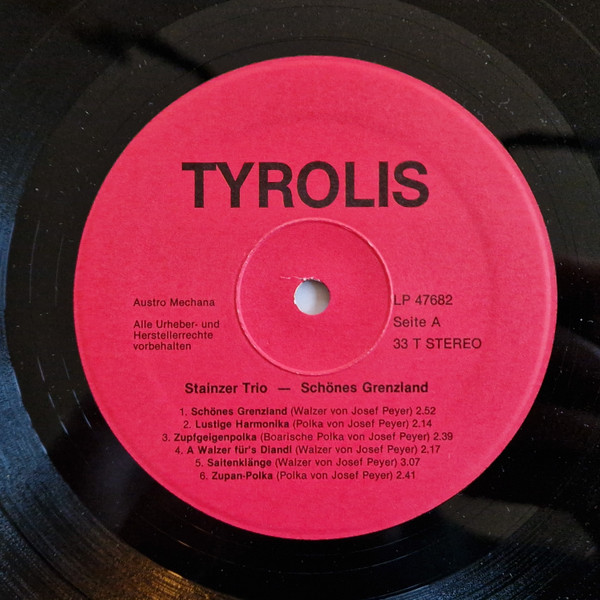 TYROLIS
Austro Mechana
Alle Urheber- und
Herstellerrechte
vorbehalten
LP 47682
Seite A
33 T STEREO
Stainzer Trio — Schönes Grenzland
1. Schönes Grenzland (Walzer von Josef Peyer) 2.52
2. Lustige Harmonika (Polka von Josef Peyer) 2.14
3. Zupfgeigenpolka (Boarische Polka von Josef Peyer) 2.39
4. A Walzer für's Diandl (Walzer von Josef Peyer) 2.17
5. Saitenklänge (Walzer von Josef Peyer) 3.07
6. Zupan-Polka (Polka von Josef Peyer) 2.41